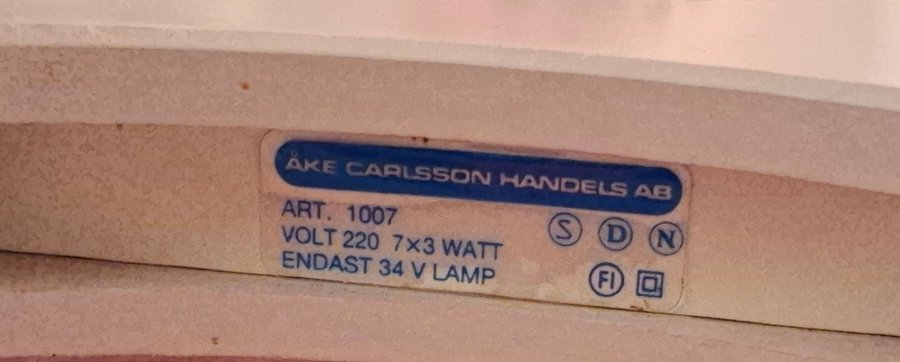 ÅKE CARLSSON HANDELS AB
ART. 1007
VOLT 220 7×3 WATT
ENDAST 34 V LAMP
S D N
FI